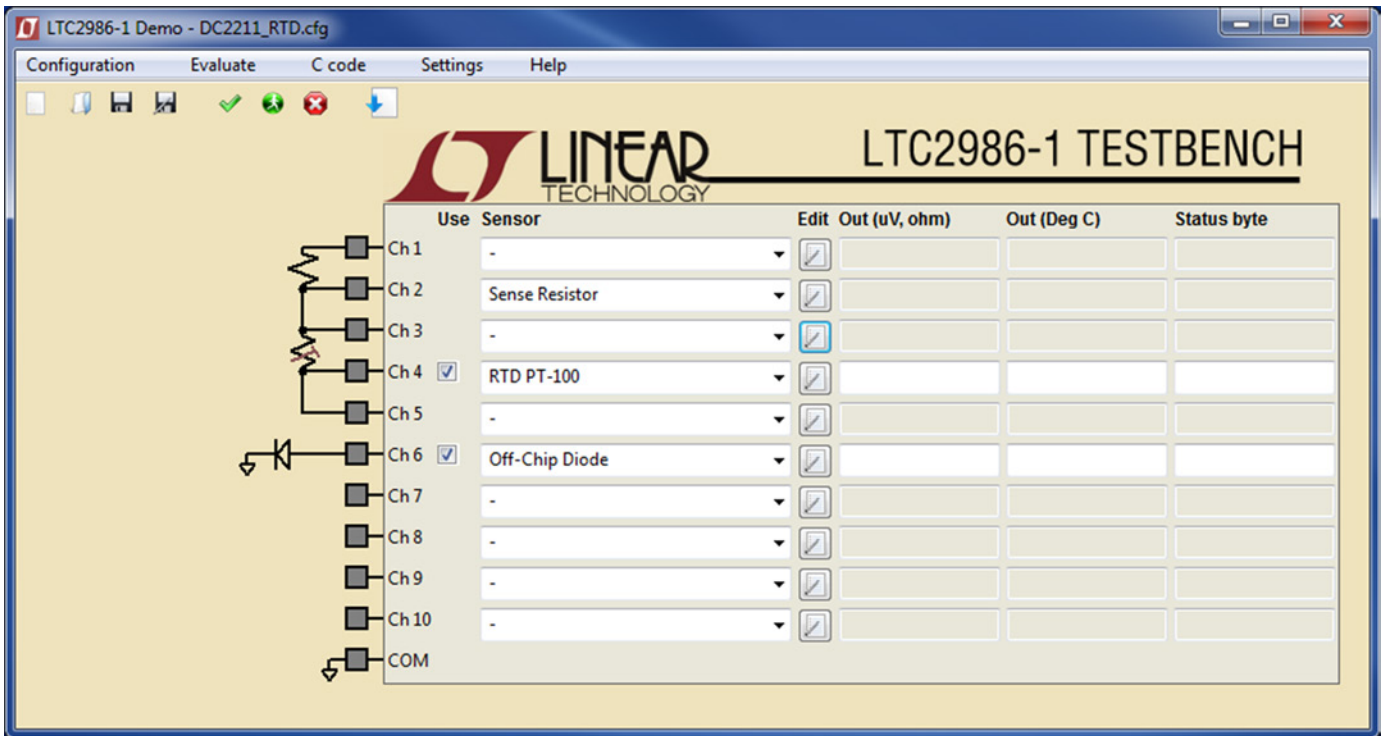 LTC2986-1 Demo - DC2211_RTD.cfg
Configuration Evaluate C code Settings Help
LINEAR TECHNOLOGY
LTC2986-1 TESTBENCH
Use Sensor Edit Out (uV, ohm) Out (Deg C) Status byte
Ch 1 -
Ch 2 Sense Resistor
Ch 3 -
Ch 4 RTD PT-100
Ch 5 -
Ch 6 Off-Chip Diode
Ch 7 -
Ch 8 -
Ch 9 -
Ch 10 -
COM